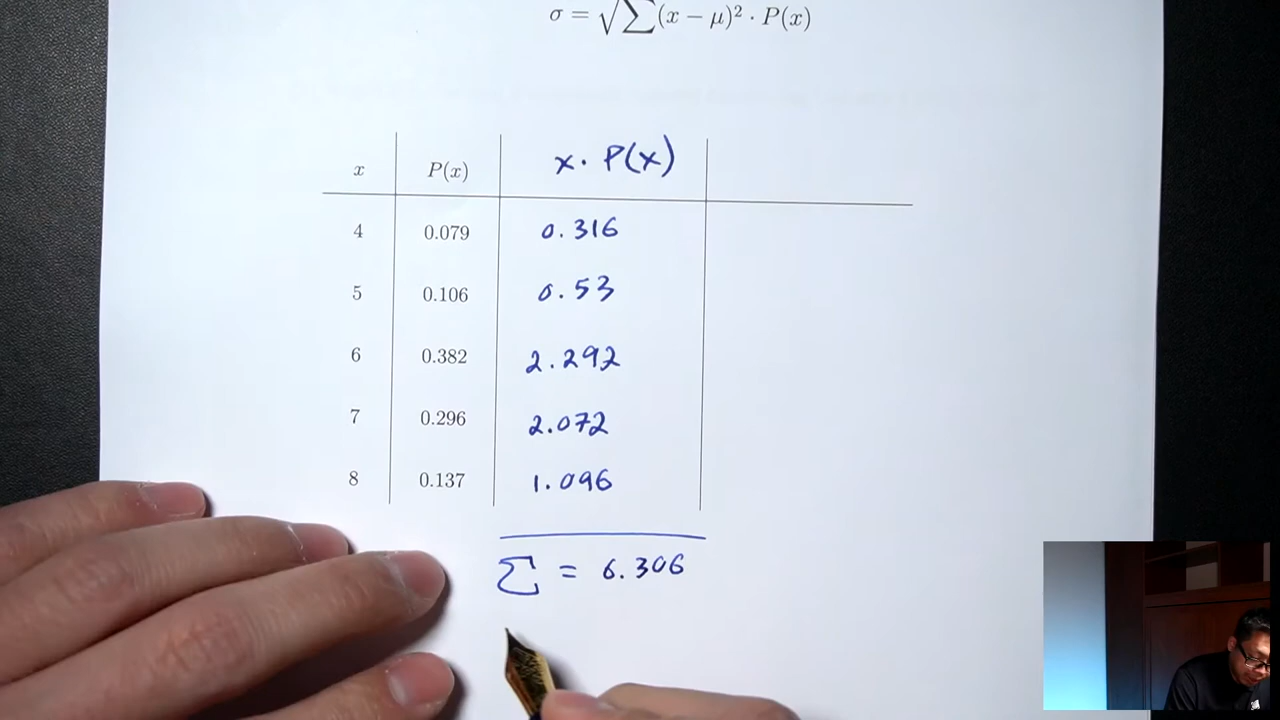 σ = √∑(x − μ)² · P(x)
x P(x) x · P(x)
4 0.079 0.316
5 0.106 0.53
6 0.382 2.292
7 0.296 2.072
8 0.137 1.096
∑ = 6.306